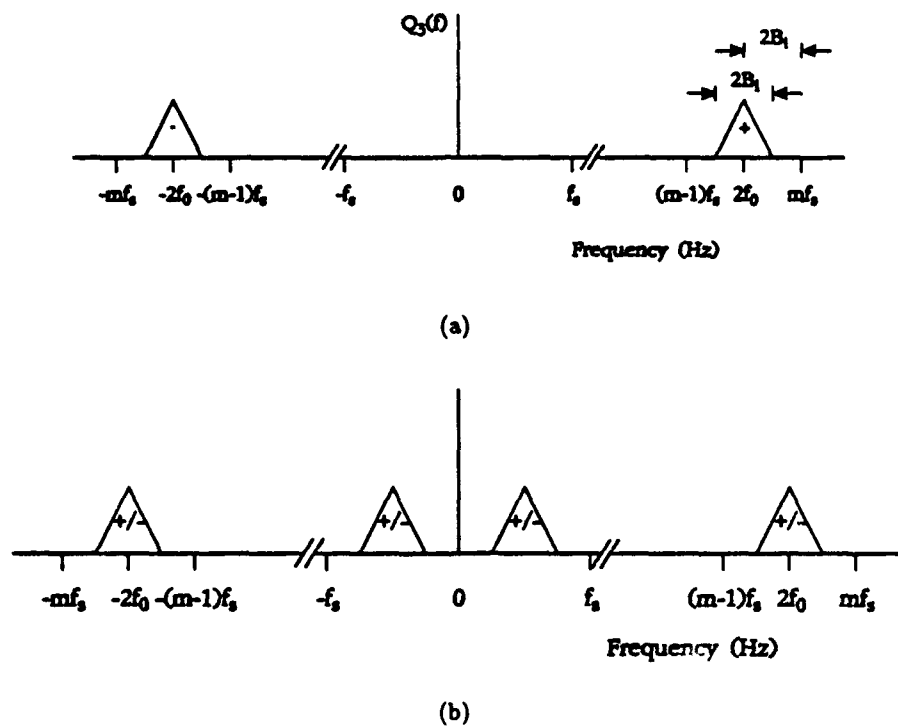 Q₃(f)
2B₁
2B₁
- +
-mfₛ -2f₀ -(m-1)fₛ -fₛ 0 fₛ (m-1)fₛ 2f₀ mfₛ
Frequency (Hz)
(a)
+/- +/- +/- +/-
-mfₛ -2f₀ -(m-1)fₛ -fₛ 0 fₛ (m-1)fₛ 2f₀ mfₛ
Frequency (Hz)
(b)